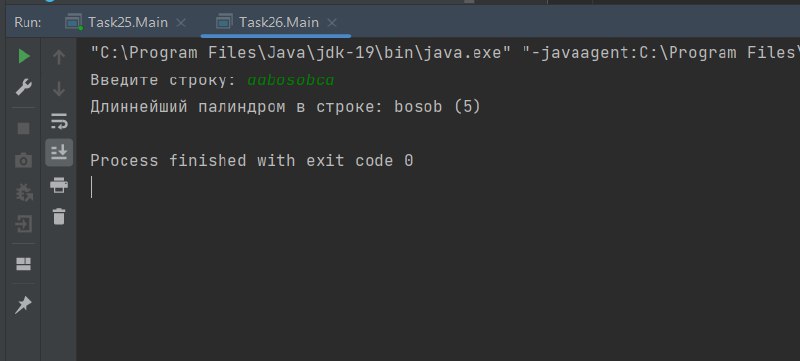 Run: Task25.Main Task26.Main
"C:\Program Files\Java\jdk-19\bin\java.exe" "-javaagent:C:\Program Files\
Введите строку: aabosobca
Длиннейший палиндром в строке: bosob (5)
Process finished with exit code 0